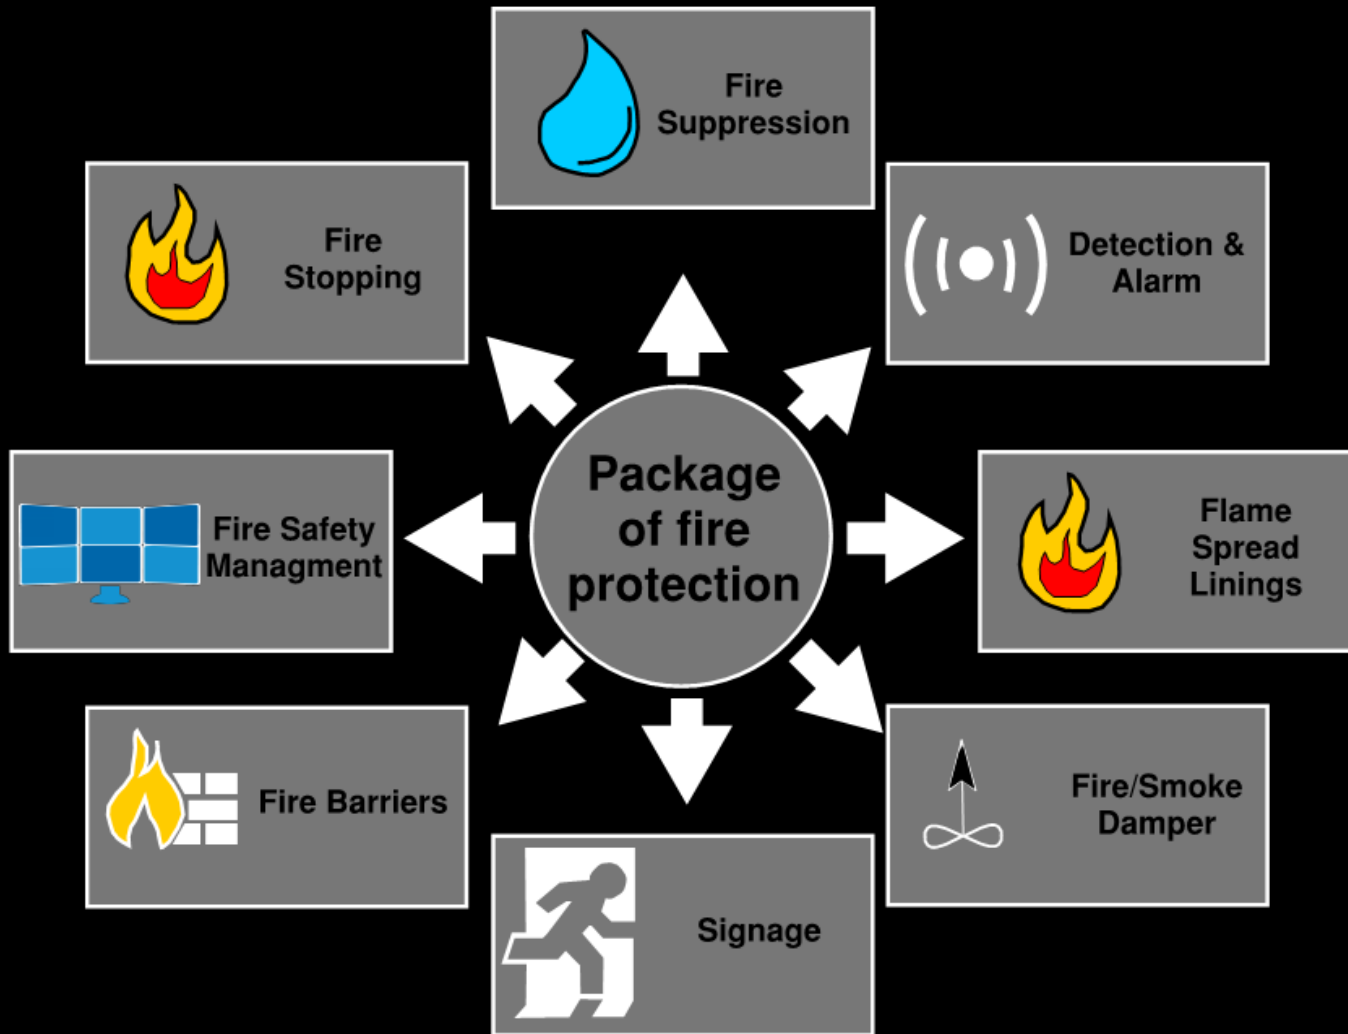 Fire
Suppression
Fire
Stopping
Detection &
Alarm
Package
of fire
protection
Fire Safety
Managment
Flame
Spread
Linings
Fire Barriers
Fire/Smoke
Damper
Signage